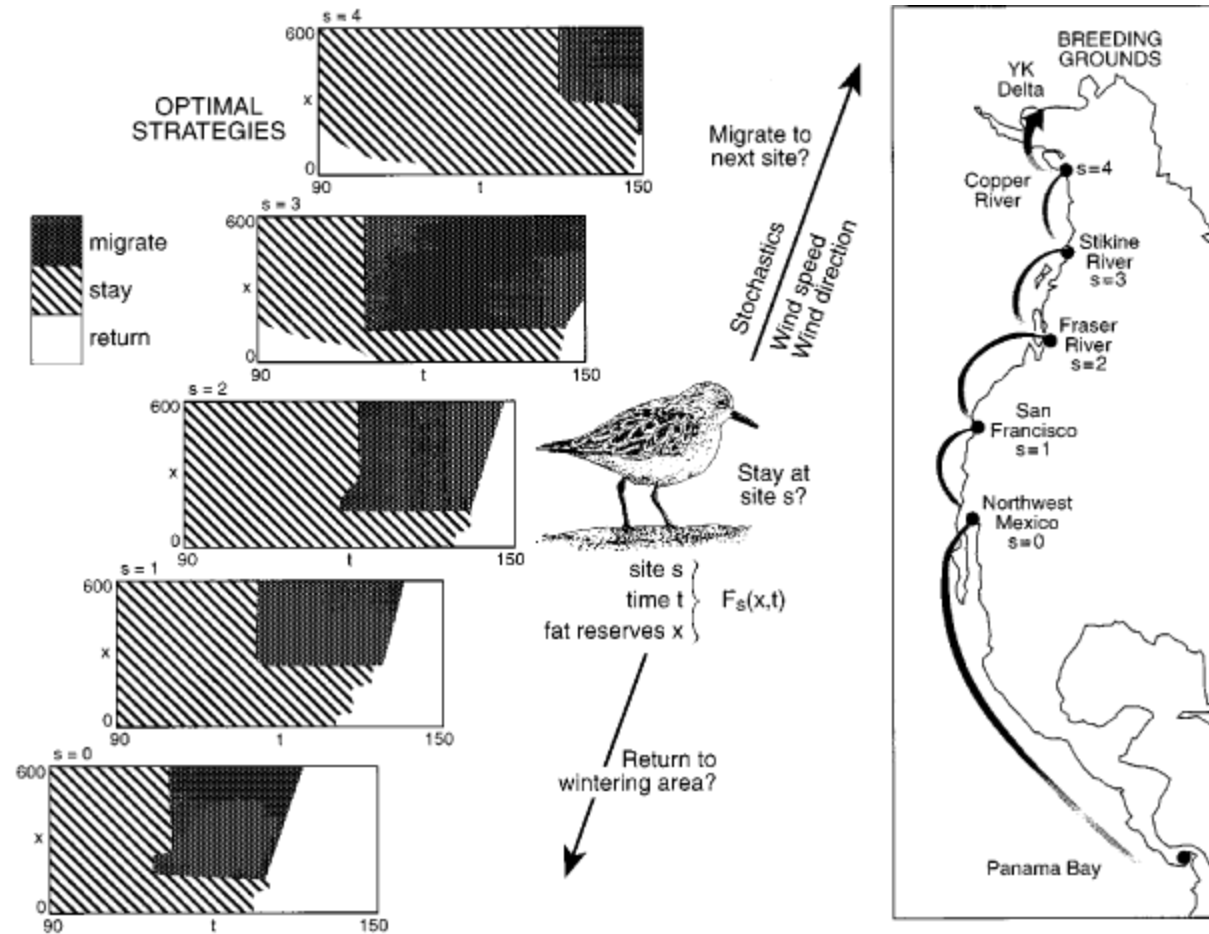 OPTIMAL
STRATEGIES
migrate
stay
return
s = 4
600
x
0
90
t
150
s = 3
600
x
0
90
t
150
s = 2
600
x
0
90
t
150
s = 1
600
x
0
90
t
150
s = 0
600
x
0
90
t
150
Migrate to
next site?
Stochastics
Wind speed
Wind direction
Stay at
site s?
site s
time t
fat reserves x
Fs(x,t)
Return to
wintering area?
BREEDING
GROUNDS
YK
Delta
s=4
Copper
River
Stikine
River
s=3
Fraser
River
s=2
San
Francisco
s=1
Northwest
Mexico
s=0
Panama Bay